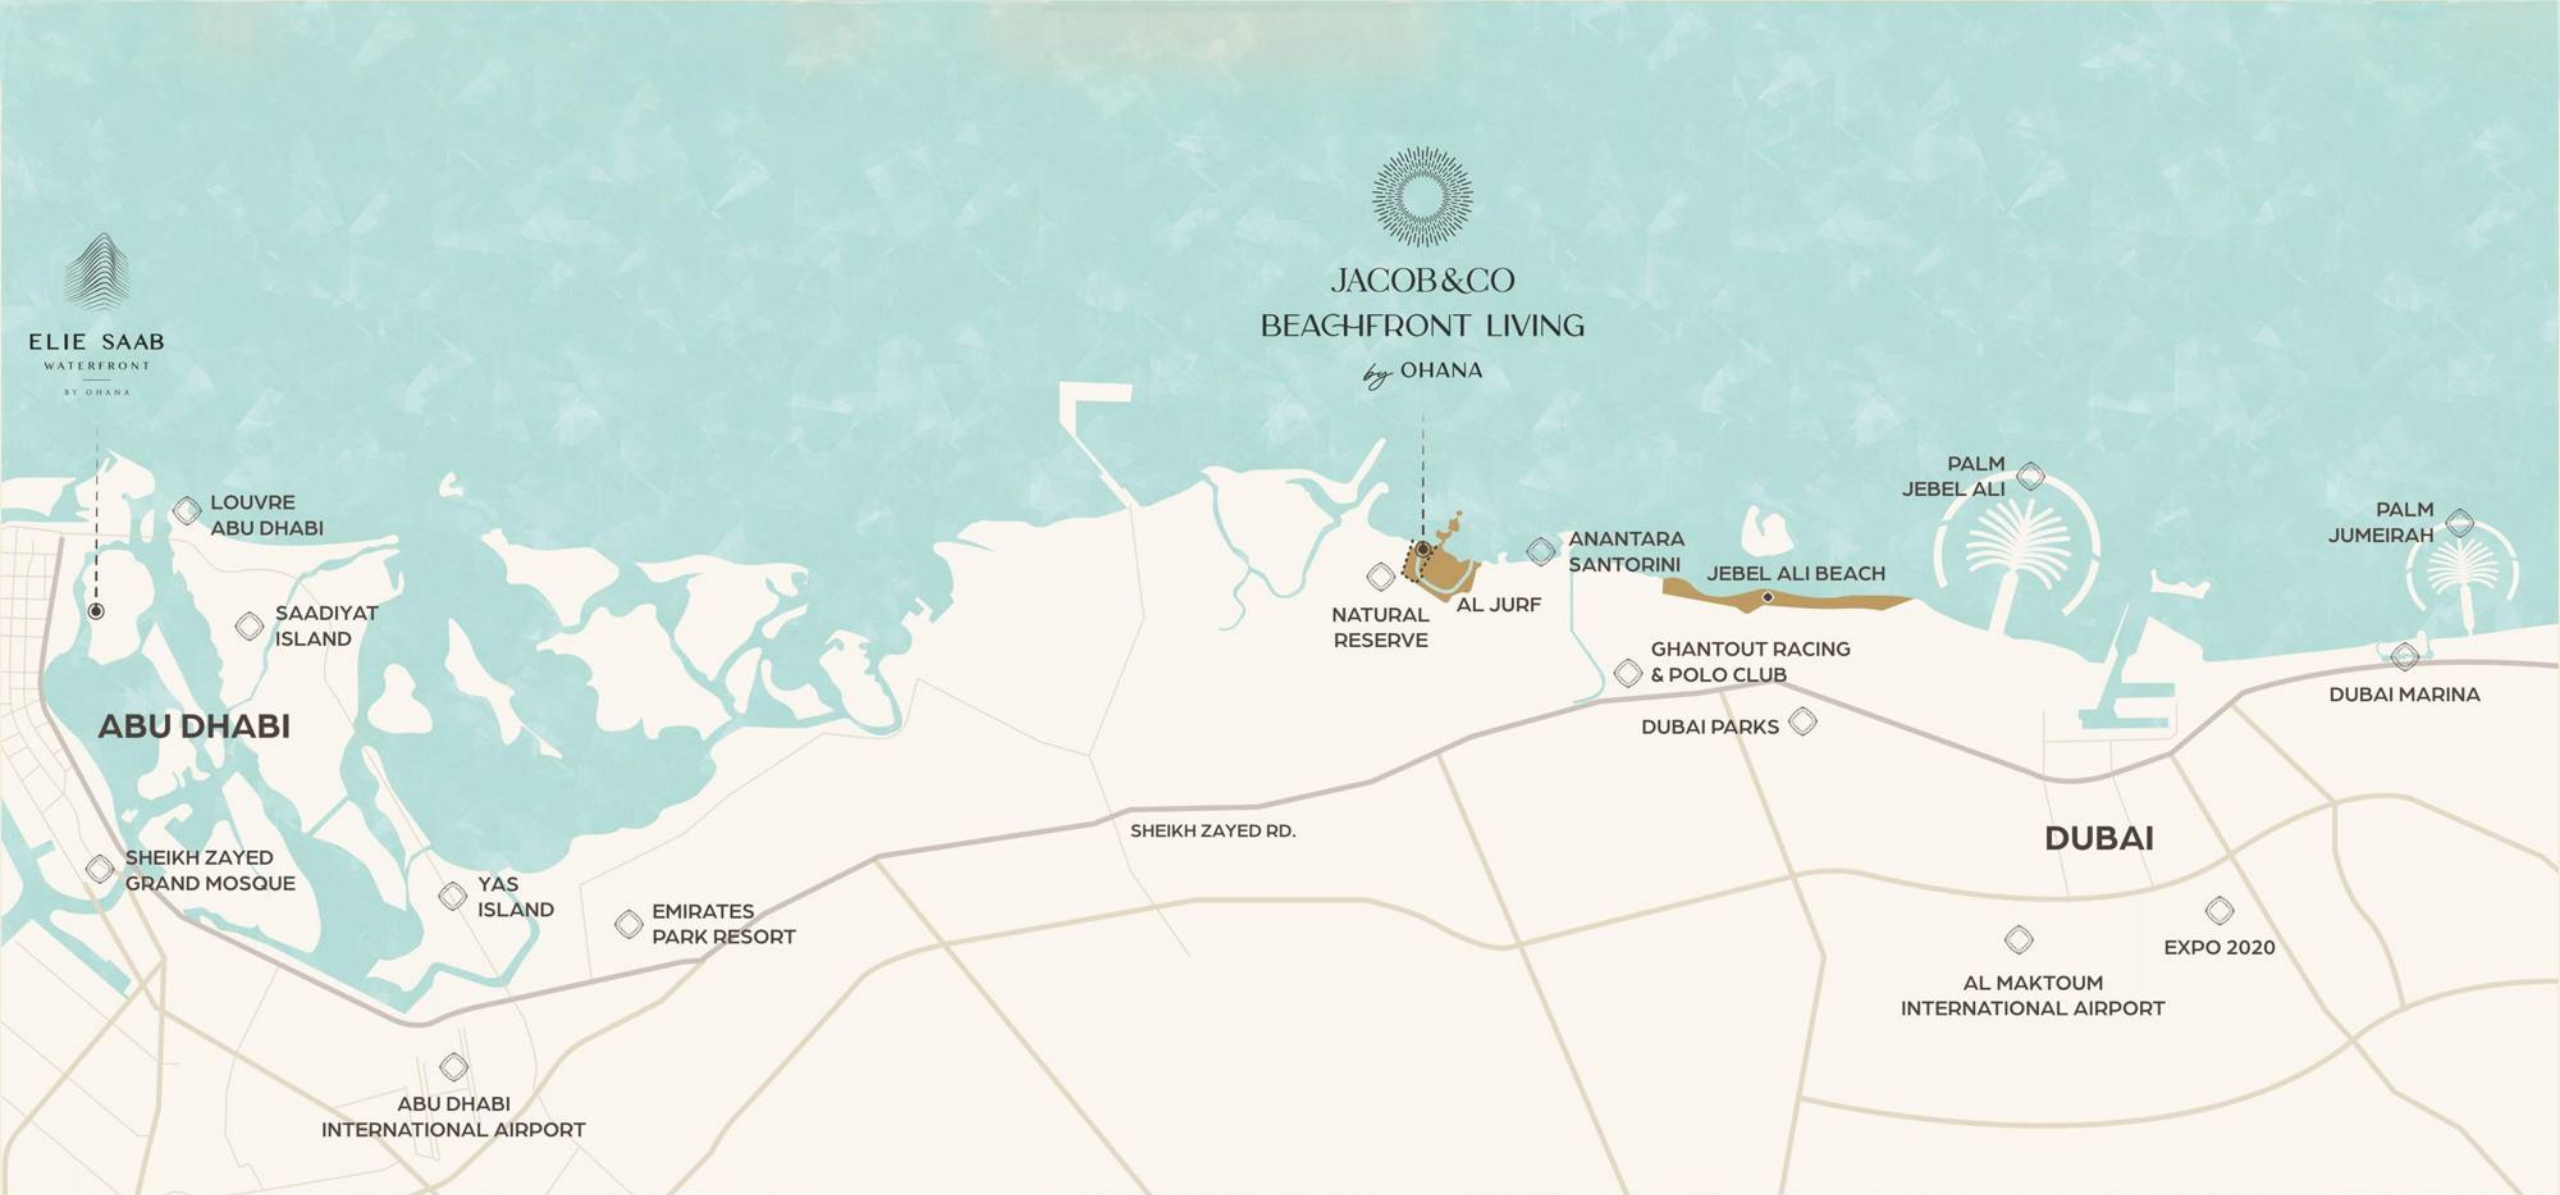 JACOB&CO
BEACHFRONT LIVING
by OHANA
ELIE SAAB
WATERFRONT
BY OHANA
LOUVRE
ABU DHABI
SAADIYAT
ISLAND
ABU DHABI
SHEIKH ZAYED
GRAND MOSQUE
YAS
ISLAND
EMIRATES
PARK RESORT
ABU DHABI
INTERNATIONAL AIRPORT
SHEIKH ZAYED RD.
NATURAL
RESERVE
AL JURF
ANANTARA
SANTORINI
JEBEL ALI BEACH
GHANTOUT RACING
& POLO CLUB
DUBAI PARKS
PALM
JEBEL ALI
PALM
JUMEIRAH
DUBAI MARINA
DUBAI
EXPO 2020
AL MAKTOUM
INTERNATIONAL AIRPORT